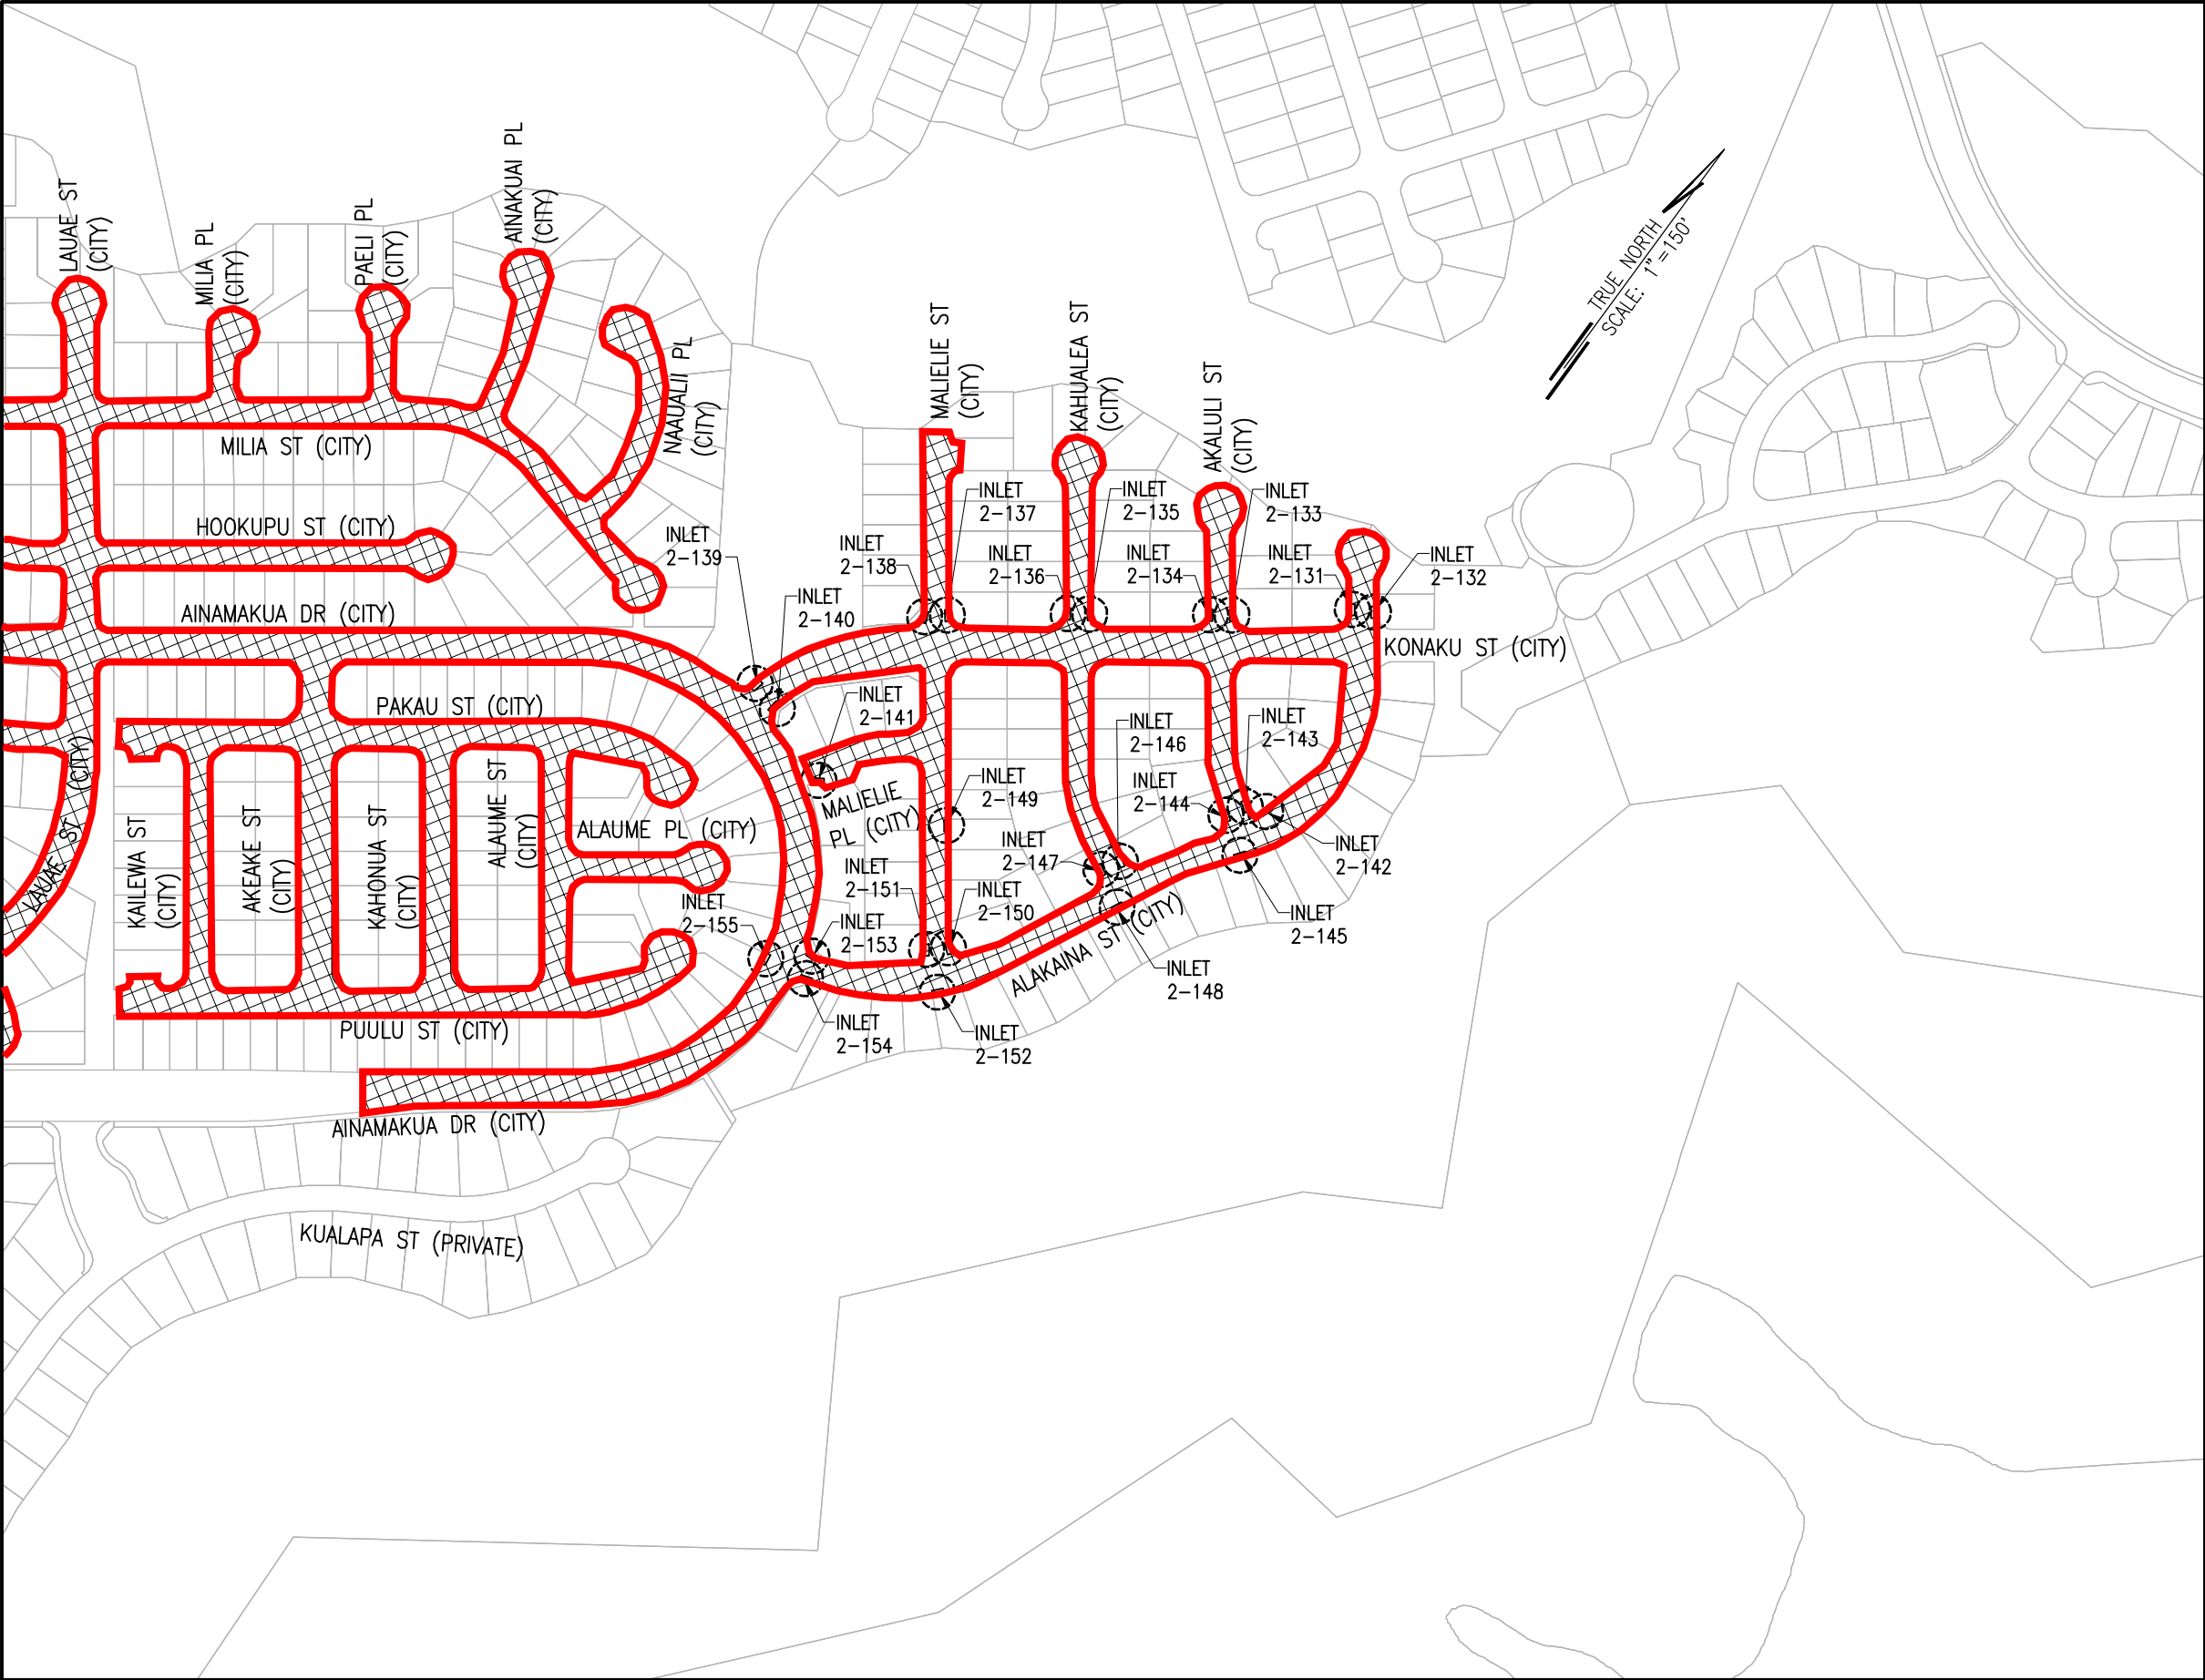 LAUAE ST
(CITY)
MILIA PL
(CITY)
PAELI PL
(CITY)
AINAKUAI PL
(CITY)
NAAUALII PL
(CITY)
MILIA ST (CITY)
HOOKUPU ST (CITY)
AINAMAKUA DR (CITY)
PAKAU ST (CITY)
LAUAE ST
(CITY)
KAILEWA ST
(CITY)
AKEAKE ST
(CITY)
KAHONUA ST
(CITY)
ALAUME ST
(CITY)
ALAUME PL (CITY)
PUULU ST (CITY)
AINAMAKUA DR (CITY)
KUALAPA ST (PRIVATE)
MALIELIE ST
(CITY)
KAHUALEA ST
(CITY)
AKALULI ST
(CITY)
KONAKU ST (CITY)
MALIELIE
PL (CITY)
ALAKAINA ST (CITY)
TRUE NORTH
SCALE: 1"=150'
INLET
2-139
INLET
2-140
INLET
2-138
INLET
2-137
INLET
2-136
INLET
2-135
INLET
2-134
INLET
2-133
INLET
2-131
INLET
2-132
INLET
2-141
INLET
2-146
INLET
2-143
INLET
2-149
INLET
2-144
INLET
2-147
INLET
2-142
INLET
2-151
INLET
2-150
INLET
2-155
INLET
2-153
INLET
2-145
INLET
2-148
INLET
2-154
INLET
2-152